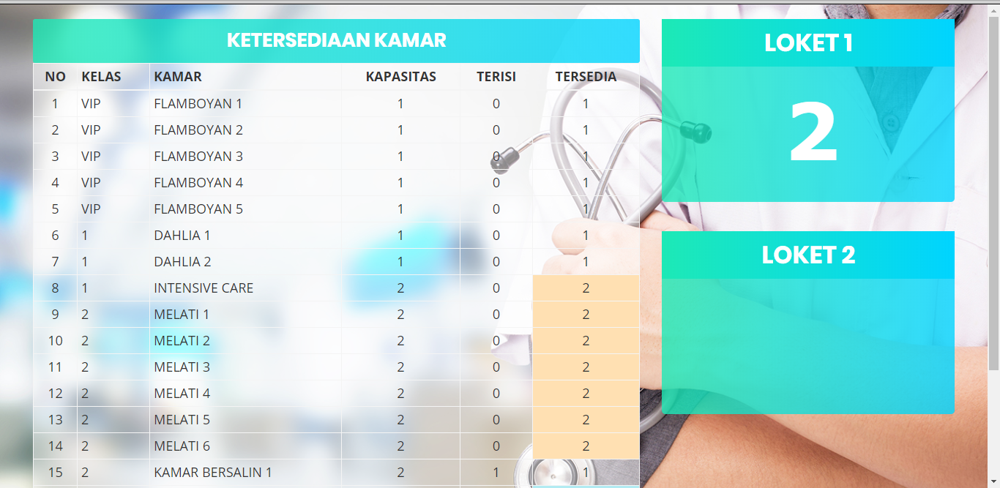 KETERSEDIAAN KAMAR
NO KELAS KAMAR KAPASITAS TERISI TERSEDIA
1 VIP FLAMBOYAN 1 1 0 1
2 VIP FLAMBOYAN 2 1 0 1
3 VIP FLAMBOYAN 3 1 0 1
4 VIP FLAMBOYAN 4 1 0 1
5 VIP FLAMBOYAN 5 1 0 1
6 1 DAHLIA 1 1 0 1
7 1 DAHLIA 2 1 0 1
8 1 INTENSIVE CARE 2 0 2
9 2 MELATI 1 2 0 2
10 2 MELATI 2 2 0 2
11 2 MELATI 3 2 0 2
12 2 MELATI 4 2 0 2
13 2 MELATI 5 2 0 2
14 2 MELATI 6 2 0 2
15 2 KAMAR BERSALIN 1 2 1 1
LOKET 1
2
LOKET 2